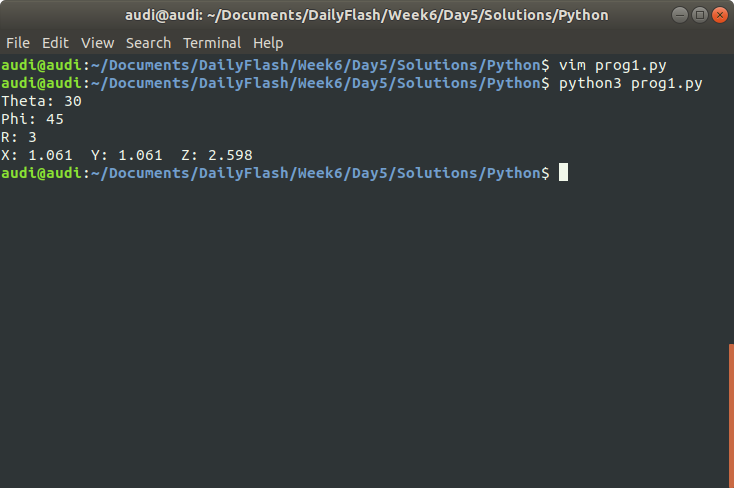 audi@audi: ~/Documents/DailyFlash/Week6/Day5/Solutions/Python
File Edit View Search Terminal Help
audi@audi:~/Documents/DailyFlash/Week6/Day5/Solutions/Python$ vim prog1.py
audi@audi:~/Documents/DailyFlash/Week6/Day5/Solutions/Python$ python3 prog1.py
Theta: 30
Phi: 45
R: 3
X: 1.061  Y: 1.061  Z: 2.598
audi@audi:~/Documents/DailyFlash/Week6/Day5/Solutions/Python$